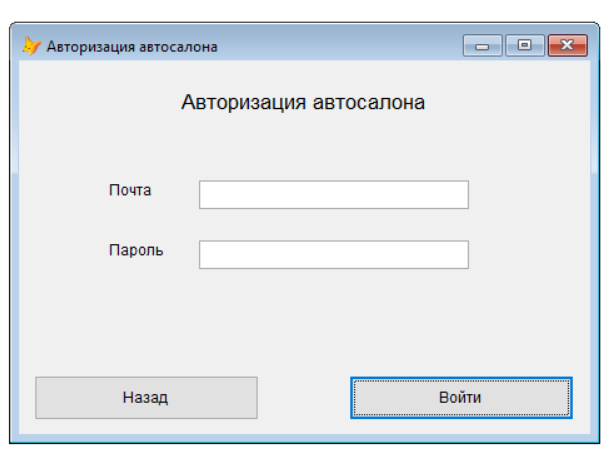 Авторизация автосалона
Авторизация автосалона
Почта
Пароль
Назад
Войти